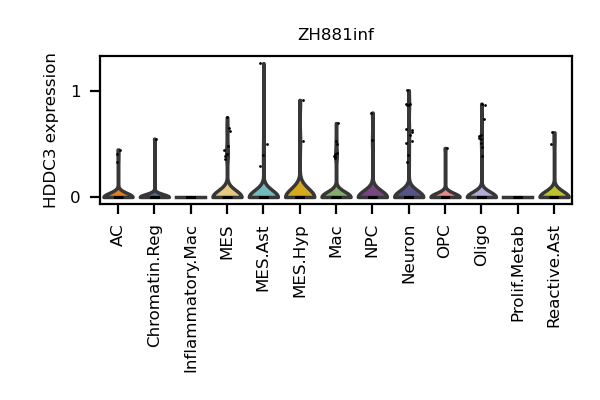 ZH881inf
HDDC3 expression
1
0
AC
Chromatin.Reg
Inflammatory.Mac
MES
MES.Ast
MES.Hyp
Mac
NPC
Neuron
OPC
Oligo
Prolif.Metab
Reactive.Ast